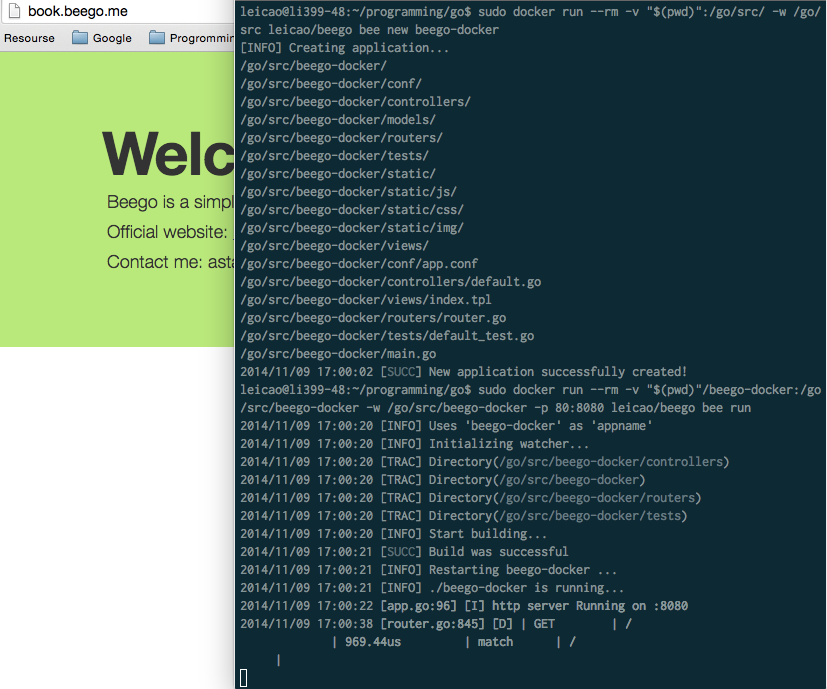 book.beego.me
Resourse Google Programmin
Welc
Beego is a simpl
Official website:
Contact me: asta
leicao@li399-48:~/programming/go$ sudo docker run --rm -v "$(pwd)":/go/src/ -w /go/
src leicao/beego bee new beego-docker
[INFO] Creating application...
/go/src/beego-docker/
/go/src/beego-docker/conf/
/go/src/beego-docker/controllers/
/go/src/beego-docker/models/
/go/src/beego-docker/routers/
/go/src/beego-docker/tests/
/go/src/beego-docker/static/
/go/src/beego-docker/static/js/
/go/src/beego-docker/static/css/
/go/src/beego-docker/static/img/
/go/src/beego-docker/views/
/go/src/beego-docker/conf/app.conf
/go/src/beego-docker/controllers/default.go
/go/src/beego-docker/views/index.tpl
/go/src/beego-docker/routers/router.go
/go/src/beego-docker/tests/default_test.go
/go/src/beego-docker/main.go
2014/11/09 17:00:02 [SUCC] New application successfully created!
leicao@li399-48:~/programming/go$ sudo docker run --rm -v "$(pwd)"/beego-docker:/go
/src/beego-docker -w /go/src/beego-docker -p 80:8080 leicao/beego bee run
2014/11/09 17:00:20 [INFO] Uses 'beego-docker' as 'appname'
2014/11/09 17:00:20 [INFO] Initializing watcher...
2014/11/09 17:00:20 [TRAC] Directory(/go/src/beego-docker/controllers)
2014/11/09 17:00:20 [TRAC] Directory(/go/src/beego-docker)
2014/11/09 17:00:20 [TRAC] Directory(/go/src/beego-docker/routers)
2014/11/09 17:00:20 [TRAC] Directory(/go/src/beego-docker/tests)
2014/11/09 17:00:20 [INFO] Start building...
2014/11/09 17:00:21 [SUCC] Build was successful
2014/11/09 17:00:21 [INFO] Restarting beego-docker ...
2014/11/09 17:00:21 [INFO] ./beego-docker is running...
2014/11/09 17:00:22 [app.go:96] [I] http server Running on :8080
2014/11/09 17:00:38 [router.go:845] [D] | GET | /
| 969.44us | match | /
|